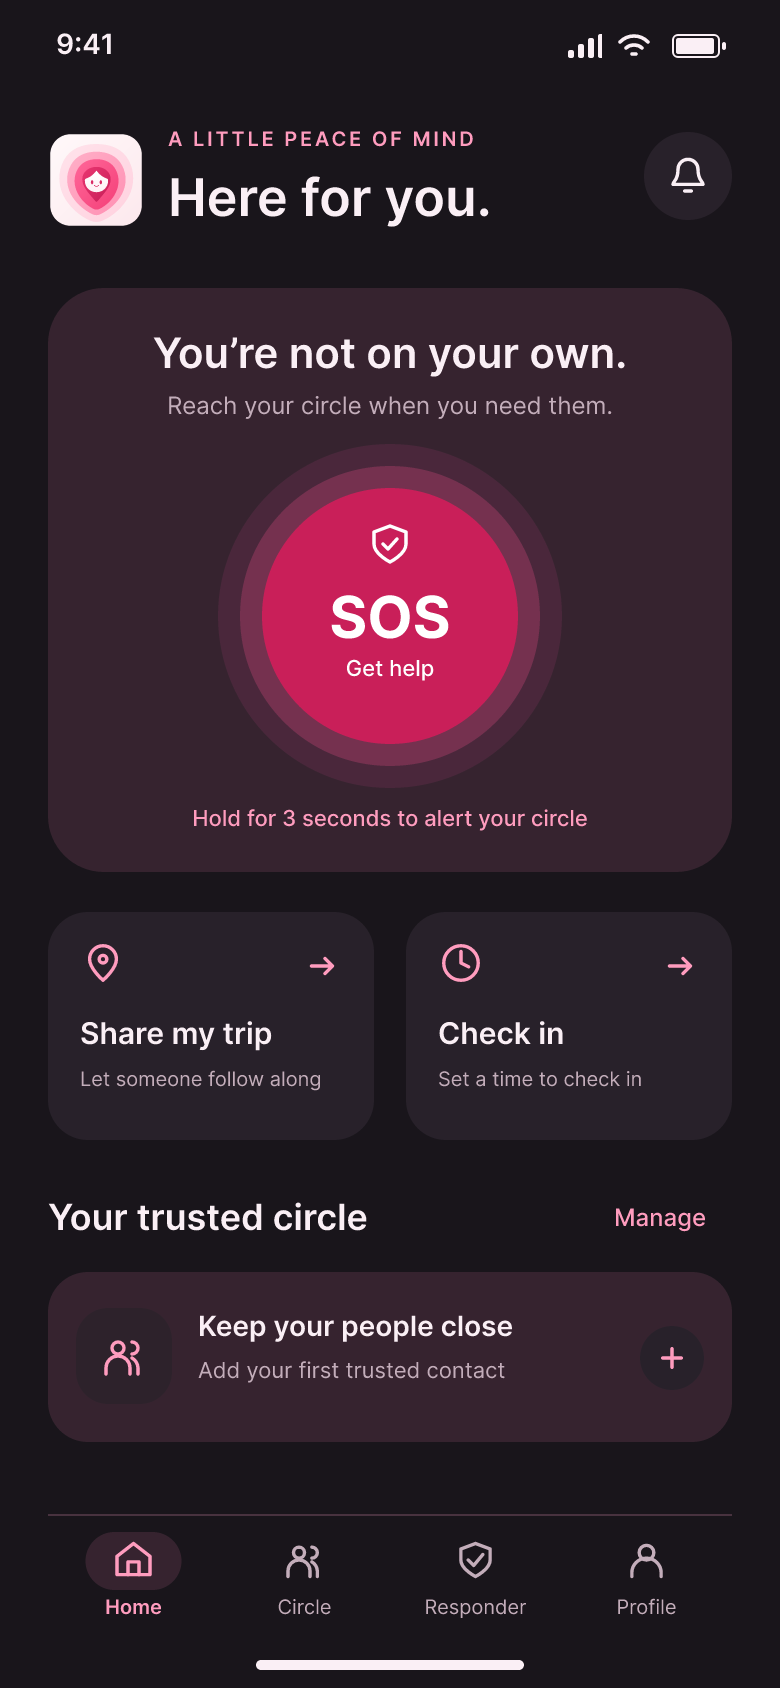 9:41
A LITTLE PEACE OF MIND
Here for you.
You’re not on your own.
Reach your circle when you need them.
SOS
Get help
Hold for 3 seconds to alert your circle
Share my trip
Let someone follow along
Check in
Set a time to check in
Your trusted circle
Manage
Keep your people close
Add your first trusted contact
Home
Circle
Responder
Profile